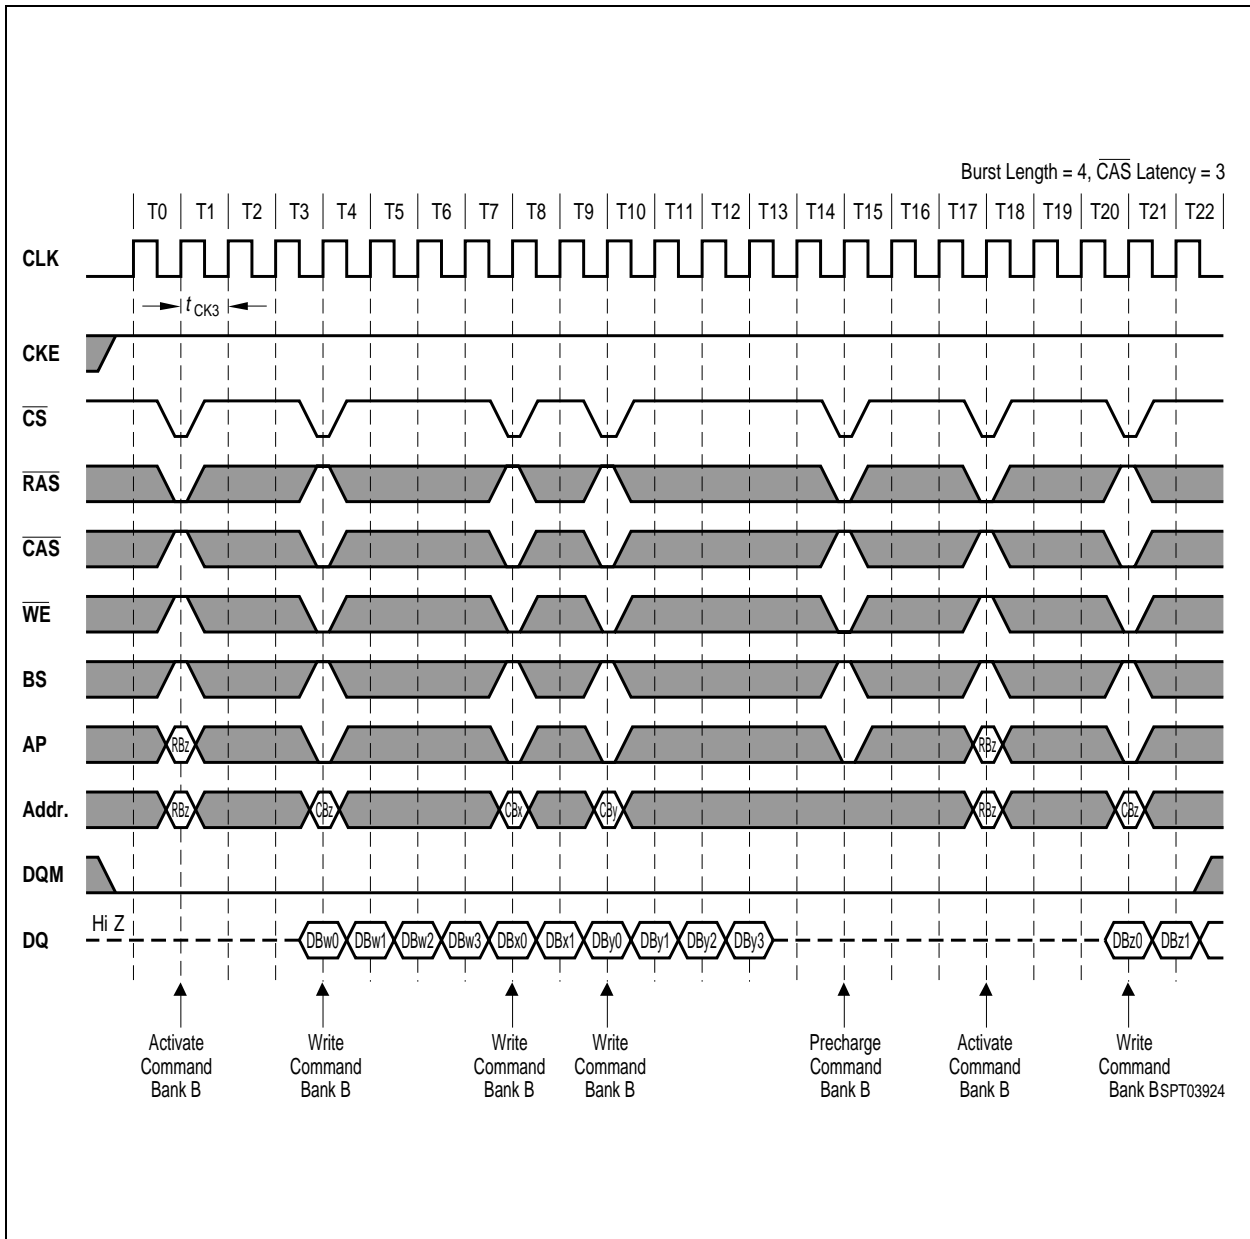 Burst Length = 4, CAS Latency = 3
T0 T1 T2 T3 T4 T5 T6 T7 T8 T9 T10 T11 T12 T13 T14 T15 T16 T17 T18 T19 T20 T21 T22
CLK
tCK3
CKE
CS
RAS
CAS
WE
BS
AP RBz RBz
Addr. RBz CBz CBx CBy RBz CBz
DQM
Hi Z
DQ DBw0 DBw1 DBw2 DBw3 DBx0 DBx1 DBy0 DBy1 DBy2 DBy3 DBz0 DBz1
Activate Write Write Write Precharge Activate Write
Command Command Command Command Command Command Command
Bank B Bank B Bank B Bank B Bank B Bank B Bank B SPT03924